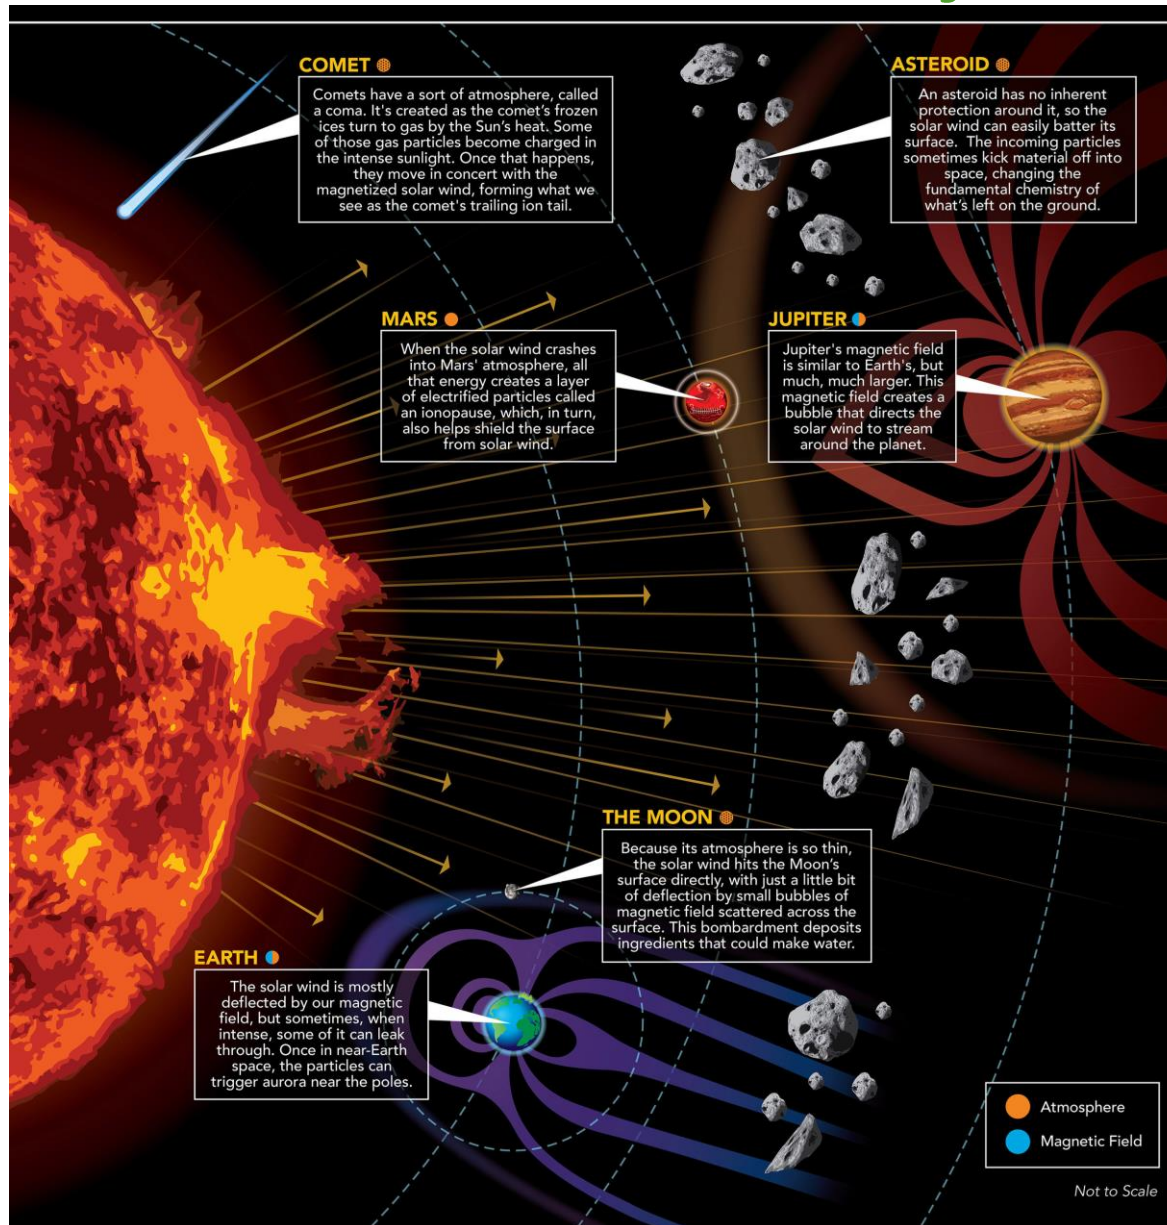 COMET
Comets have a sort of atmosphere, called
a coma. It's created as the comet's frozen
ices turn to gas by the Sun's heat. Some
of those gas particles become charged in
the intense sunlight. Once that happens,
they move in concert with the
magnetized solar wind, forming what we
see as the comet's trailing ion tail.
ASTEROID
An asteroid has no inherent
protection around it, so the
solar wind can easily batter its
surface. The incoming particles
sometimes kick material off into
space, changing the
fundamental chemistry of
what's left on the ground.
MARS
When the solar wind crashes
into Mars' atmosphere, all
that energy creates a layer
of electrified particles called
an ionopause, which, in turn,
also helps shield the surface
from solar wind.
JUPITER
Jupiter's magnetic field
is similar to Earth's, but
much, much larger. This
magnetic field creates a
bubble that directs the
solar wind to stream
around the planet.
THE MOON
Because its atmosphere is so thin,
the solar wind hits the Moon's
surface directly, with just a little bit
of deflection by small bubbles of
magnetic field scattered across the
surface. This bombardment deposits
ingredients that could make water.
EARTH
The solar wind is mostly
deflected by our magnetic
field, but sometimes, when
intense, some of it can leak
through. Once in near-Earth
space, the particles can
trigger aurora near the poles.
Atmosphere
Magnetic Field
Not to Scale